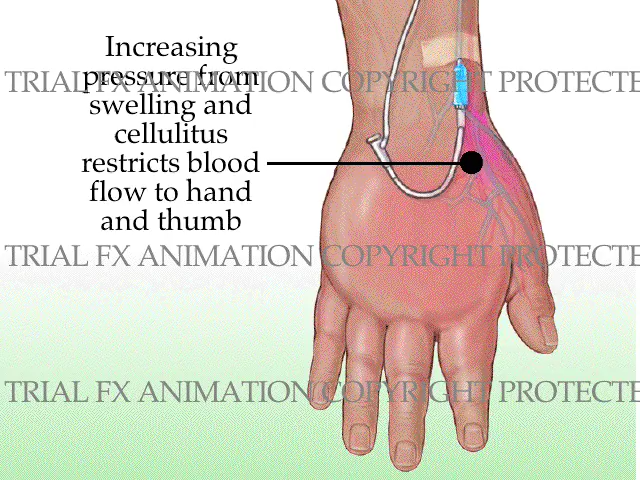 Increasing
pressure from
swelling and
cellulitus
restricts blood
flow to hand
and thumb
TRIAL FX ANIMATION COPYRIGHT PROTECTE
TRIAL FX ANIMATION COPYRIGHT PROTECTE
TRIAL FX ANIMATION COPYRIGHT PROTECTE